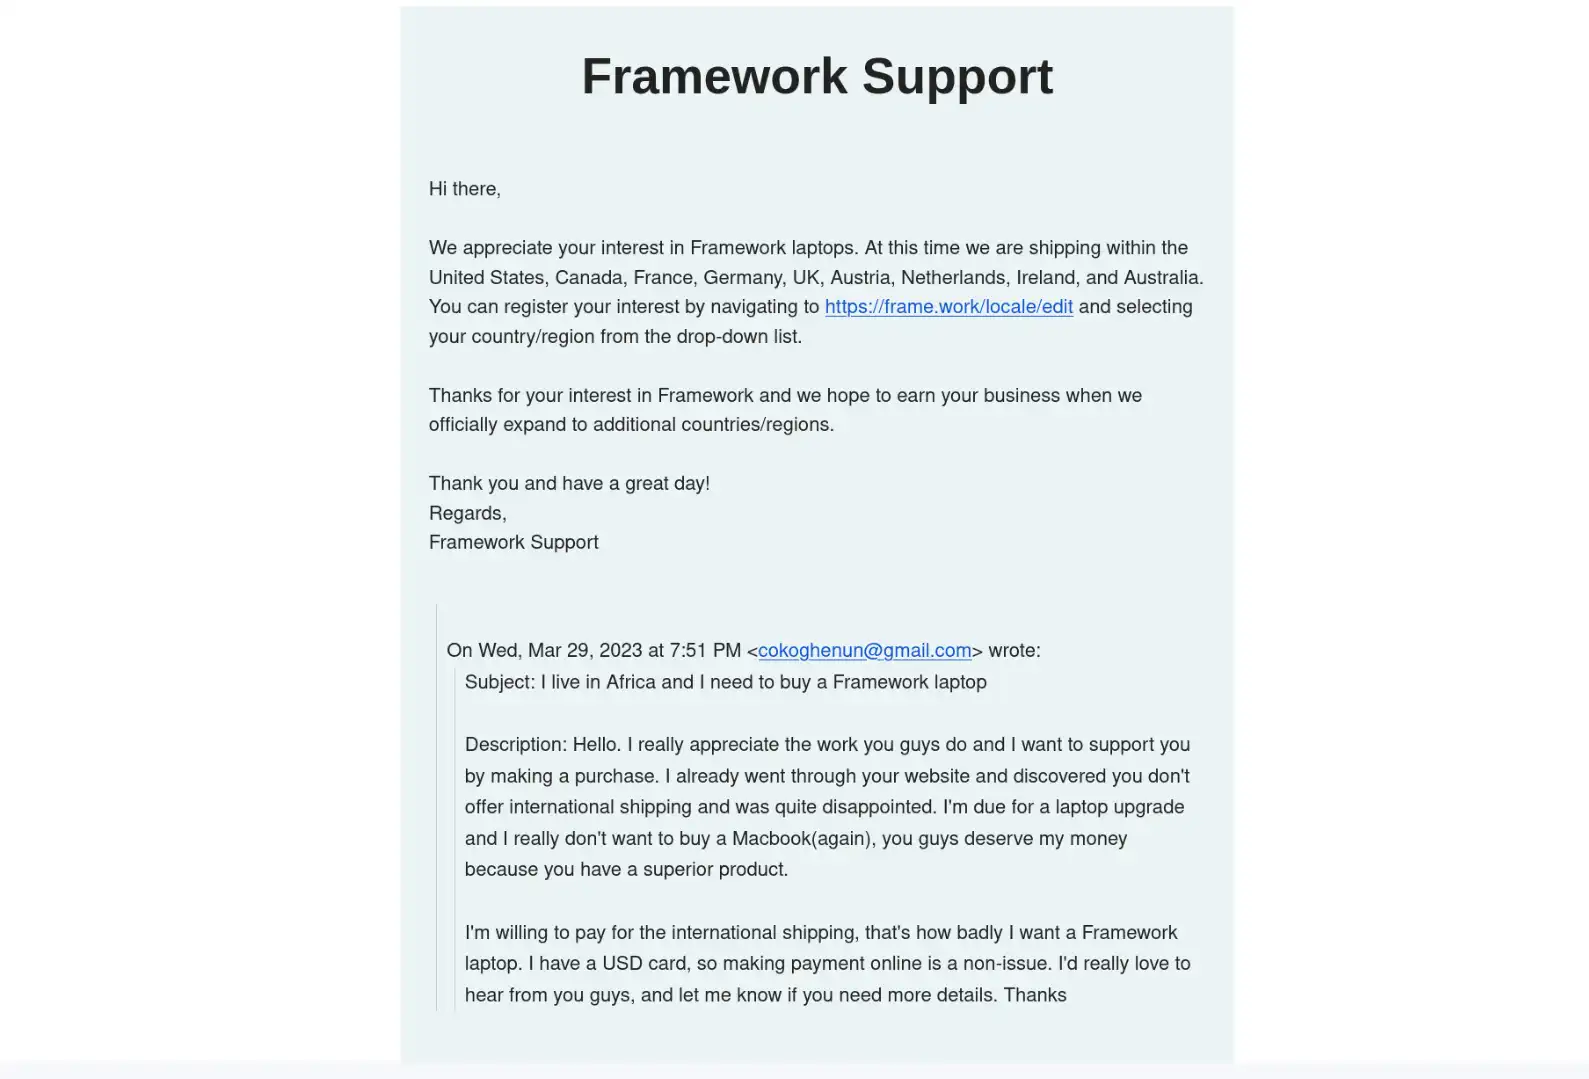 Framework Support
Hi there,
We appreciate your interest in Framework laptops. At this time we are shipping within the
United States, Canada, France, Germany, UK, Austria, Netherlands, Ireland, and Australia.
You can register your interest by navigating to https://frame.work/locale/edit and selecting
your country/region from the drop-down list.
Thanks for your interest in Framework and we hope to earn your business when we
officially expand to additional countries/regions.
Thank you and have a great day!
Regards,
Framework Support
On Wed, Mar 29, 2023 at 7:51 PM <cokoghenun@gmail.com> wrote:
Subject: I live in Africa and I need to buy a Framework laptop
Description: Hello. I really appreciate the work you guys do and I want to support you
by making a purchase. I already went through your website and discovered you don't
offer international shipping and was quite disappointed. I'm due for a laptop upgrade
and I really don't want to buy a Macbook(again), you guys deserve my money
because you have a superior product.
I'm willing to pay for the international shipping, that's how badly I want a Framework
laptop. I have a USD card, so making payment online is a non-issue. I'd really love to
hear from you guys, and let me know if you need more details. Thanks